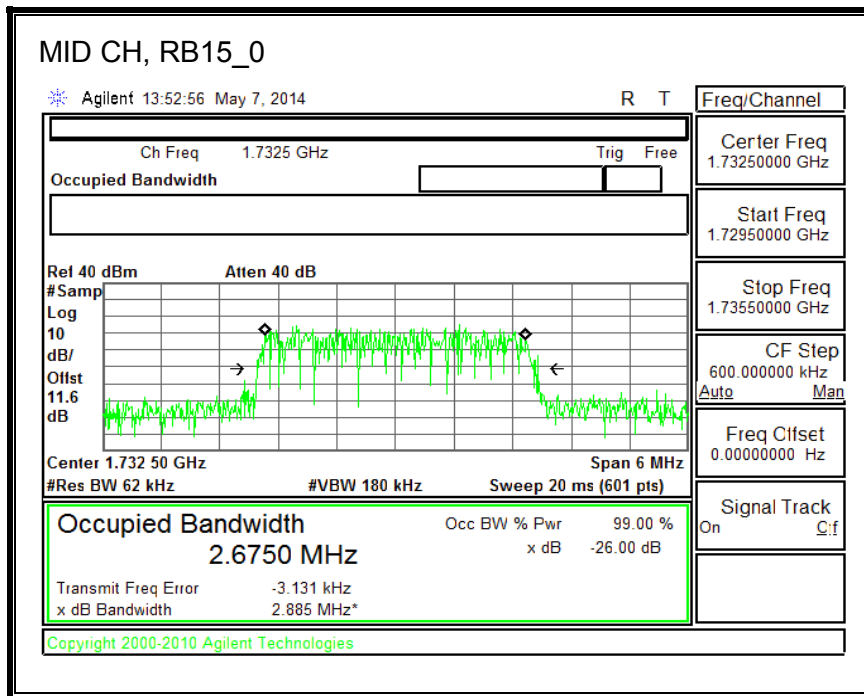 MID CH, RB15_0
Agilent 13:52:56 May 7, 2014 R T
Freq/Channel
Ch Freq 1.7325 GHz Trig Free
Occupied Bandwidth
Center Freq
1.73250000 GHz
Start Freq
1.72950000 GHz
Stop Freq
1.73550000 GHz
CF Step
600.000000 kHz
Auto Man
Freq Offset
0.00000000 Hz
Signal Track
On Off
Ref 40 dBm Atten 40 dB
#Samp
Log
10
dB/
Offst
11.6
dB
Center 1.732 50 GHz Span 6 MHz
#Res BW 62 kHz #VBW 180 kHz Sweep 20 ms (601 pts)
Occupied Bandwidth
2.6750 MHz
Occ BW % Pwr 99.00 %
x dB -26.00 dB
Transmit Freq Error -3.131 kHz
x dB Bandwidth 2.885 MHz*
Copyright 2000-2010 Agilent Technologies